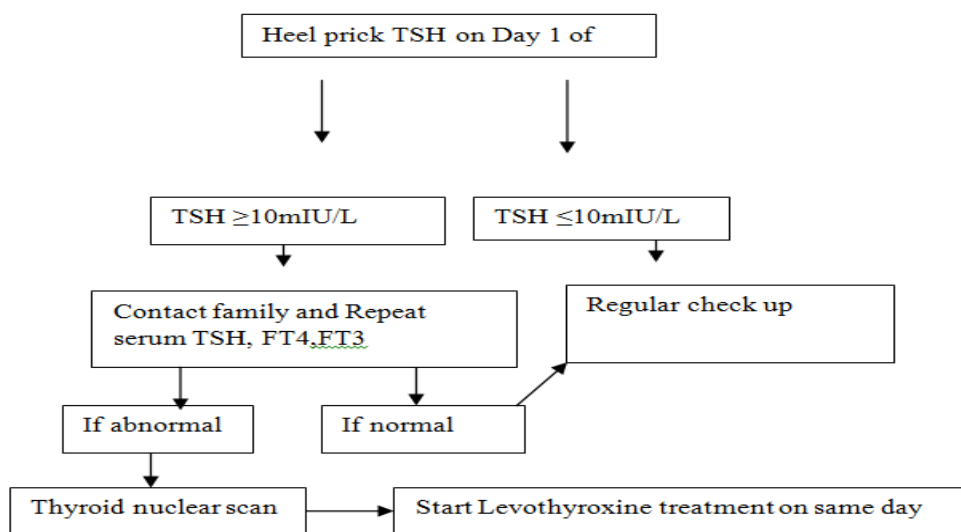 Heel prick TSH on Day 1 of
TSH ≥10mIU/L
TSH ≤10mIU/L
Contact family and Repeat
serum TSH, FT4,FT3
Regular check up
If abnormal
If normal
Thyroid nuclear scan
Start Levothyroxine treatment on same day